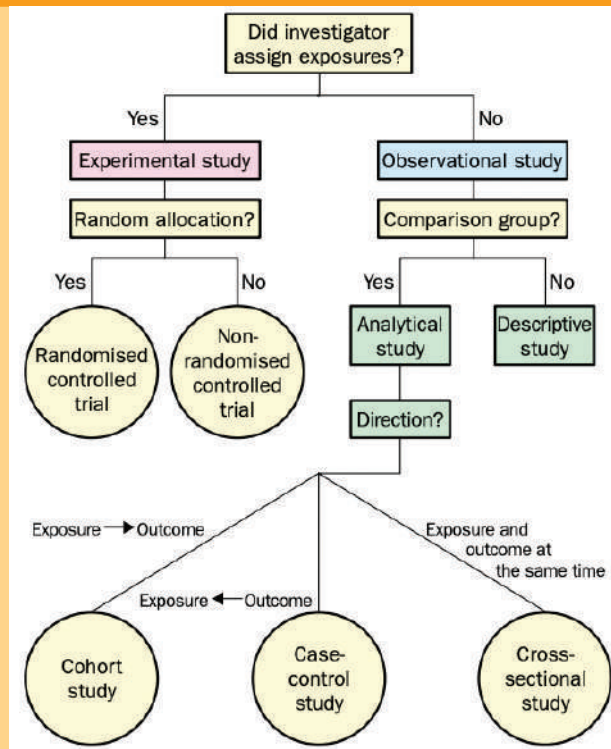 Did investigator
assign exposures?
Yes
No
Experimental study
Observational study
Random allocation?
Comparison group?
Yes
No
Yes
No
Randomised
controlled
trial
Non-
randomised
controlled
trial
Analytical
study
Descriptive
study
Direction?
Exposure → Outcome
Exposure ← Outcome
Exposure and
outcome at
the same time
Cohort
study
Case-
control
study
Cross-
sectional
study